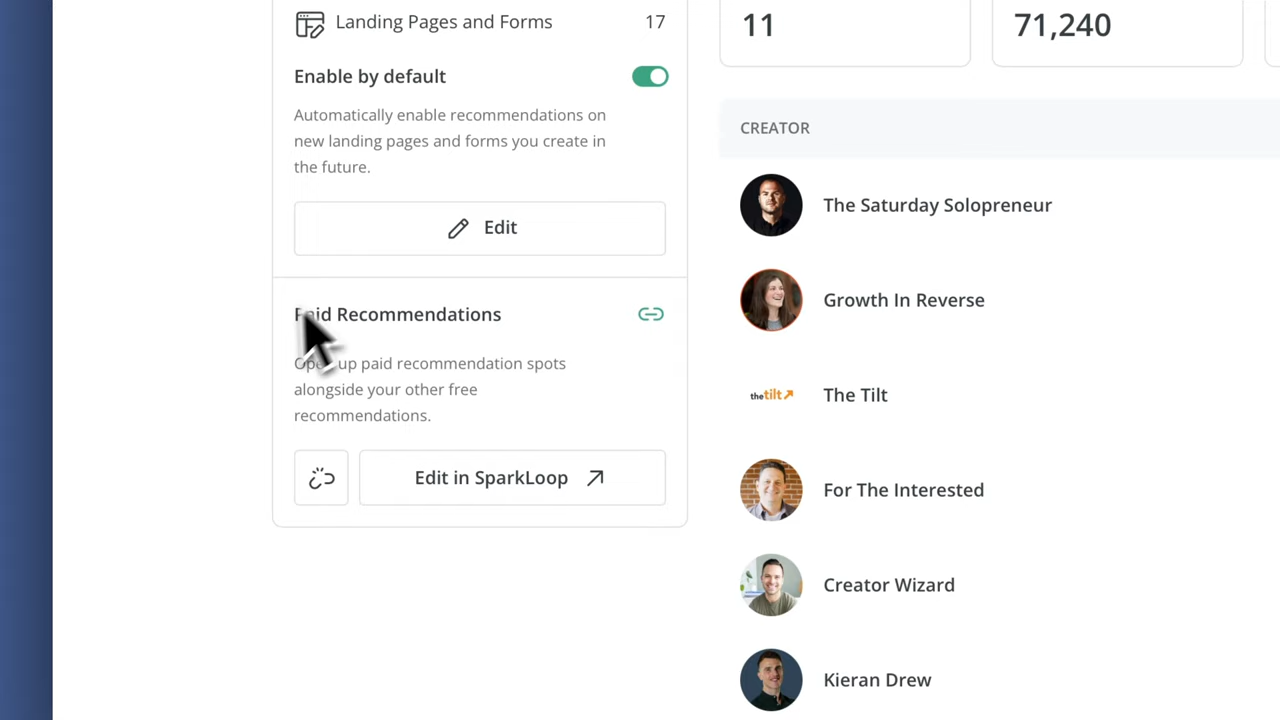 Landing Pages and Forms 17
Enable by default
Automatically enable recommendations on
new landing pages and forms you create in
the future.
Edit
Paid Recommendations
Open up paid recommendation spots
alongside your other free
recommendations.
Edit in SparkLoop
11
71,240
CREATOR
The Saturday Solopreneur
Growth In Reverse
thetilt
The Tilt
For The Interested
Creator Wizard
Kieran Drew